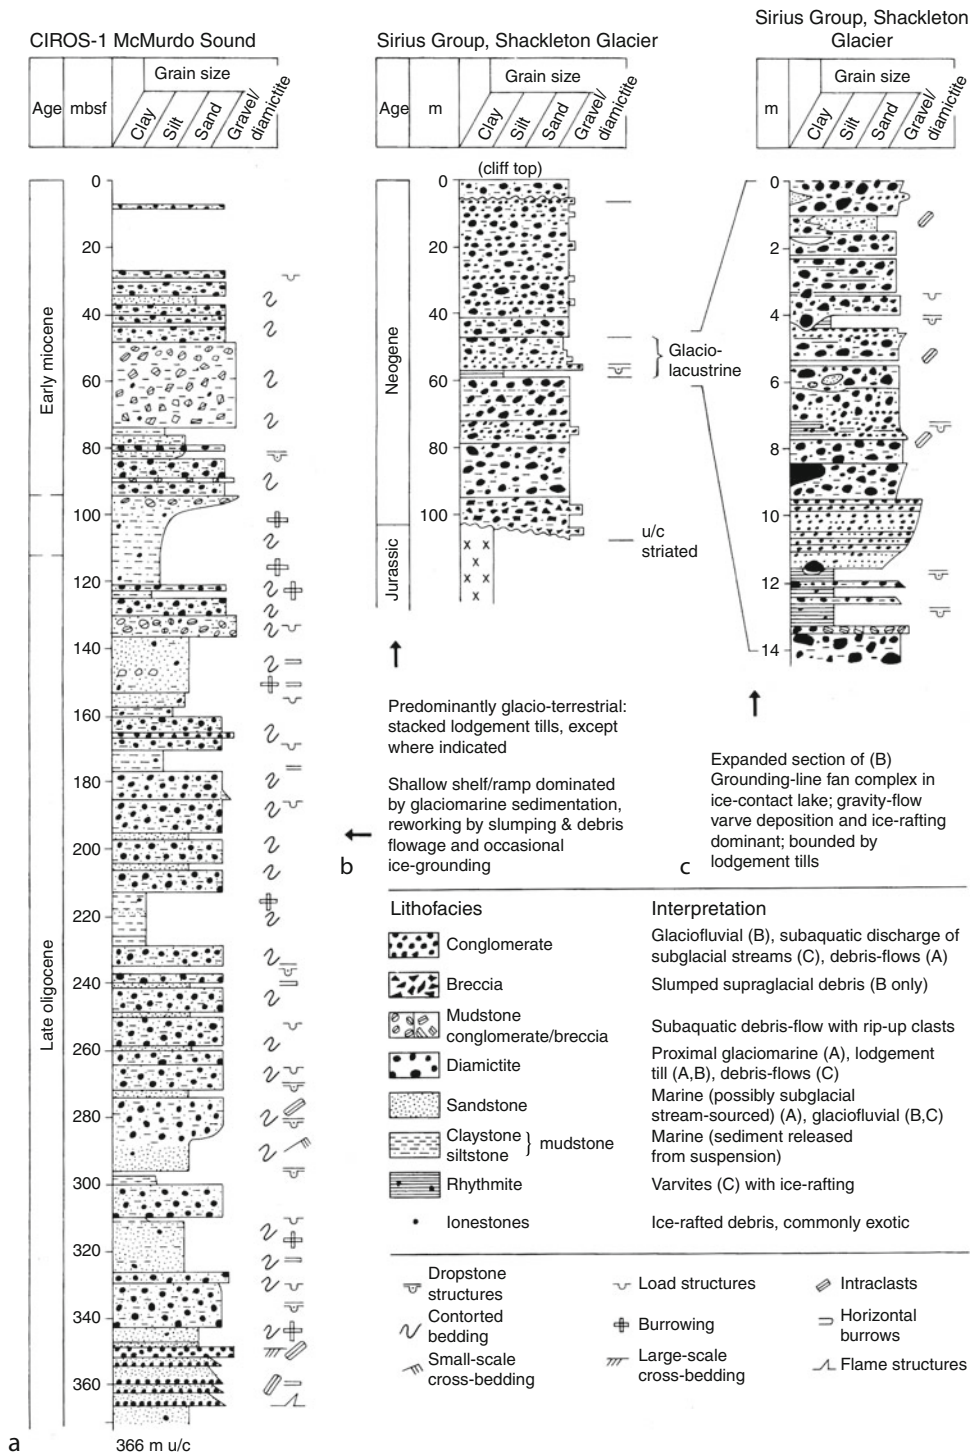 CIROS-1 McMurdo Sound
Age
mbsf
Grain size
Clay
Silt
Sand
Gravel/
diamictite
0
20
40
60
80
100
120
140
160
180
200
220
240
260
280
300
320
340
360
Early miocene
Late oligocene
366 m u/c
a
Sirius Group, Shackleton Glacier
Age
m
Grain size
Clay
Silt
Sand
Gravel/
diamictite
(cliff top)
0
20
40
60
80
100
Neogene
Jurassic
x x
x
x x
x
x x
Glacio-
lacustrine
u/c
striated
Predominantly glacio-terrestrial:
stacked lodgement tills, except
where indicated
Shallow shelf/ramp dominated
by glaciomarine sedimentation,
reworking by slumping & debris
flowage and occasional
ice-grounding
b
Sirius Group, Shackleton
Glacier
m
Grain size
Clay
Silt
Sand
Gravel/
diamictite
0
2
4
6
8
10
12
14
Expanded section of (B)
Grounding-line fan complex in
ice-contact lake; gravity-flow
varve deposition and ice-rafting
dominant; bounded by
lodgement tills
c
Lithofacies
Interpretation
Conglomerate
Glaciofluvial (B), subaquatic discharge of
subglacial streams (C), debris-flows (A)
Breccia
Slumped supraglacial debris (B only)
Mudstone
conglomerate/breccia
Subaquatic debris-flow with rip-up clasts
Diamictite
Proximal glaciomarine (A), lodgement
till (A,B), debris-flows (C)
Sandstone
Marine (possibly subglacial
stream-sourced) (A), glaciofluvial (B,C)
Claystone
siltstone
mudstone
Marine (sediment released
from suspension)
Rhythmite
Varvites (C) with ice-rafting
Ionestones
Ice-rafted debris, commonly exotic
Dropstone
structures
Load structures
Intraclasts
Contorted
bedding
Burrowing
Horizontal
burrows
Small-scale
cross-bedding
Large-scale
cross-bedding
Flame structures